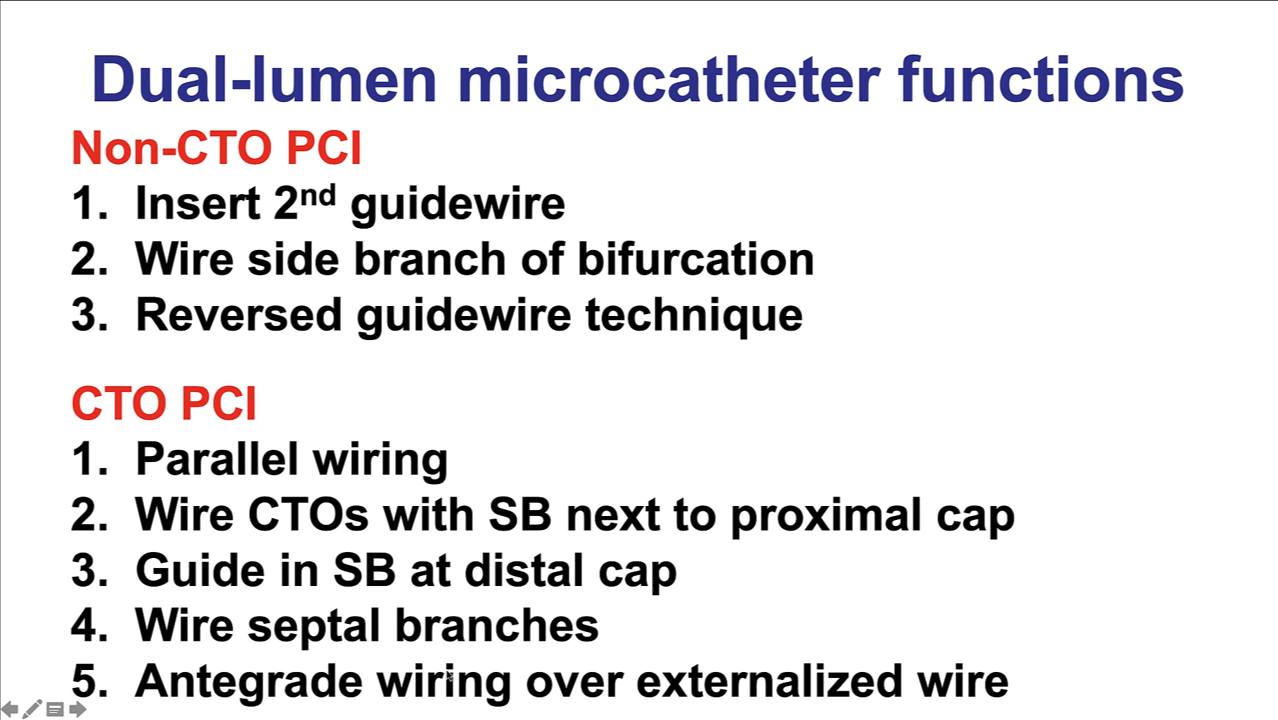 Dual-lumen microcatheter functions
Non-CTO PCI
1. Insert 2nd guidewire
2. Wire side branch of bifurcation
3. Reversed guidewire technique
CTO PCI
1. Parallel wiring
2. Wire CTOs with SB next to proximal cap
3. Guide in SB at distal cap
4. Wire septal branches
5. Antegrade wiring over externalized wire